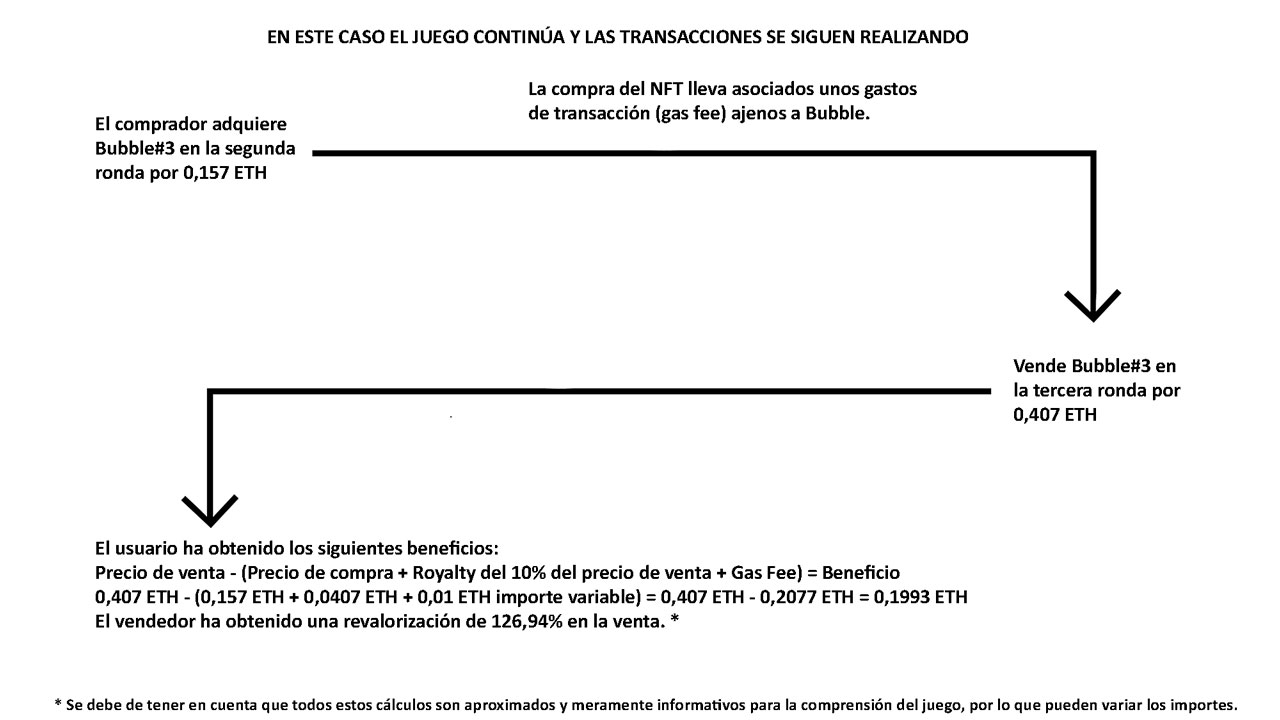 EN ESTE CASO EL JUEGO CONTINÚA Y LAS TRANSACCIONES SE SIGUEN REALIZANDO
La compra del NFT lleva asociados unos gastos
de transacción (gas fee) ajenos a Bubble.
El comprador adquiere
Bubble#3 en la segunda
ronda por 0,157 ETH
Vende Bubble#3 en
la tercera ronda por
0,407 ETH
El usuario ha obtenido los siguientes beneficios:
Precio de venta - (Precio de compra + Royalty del 10% del precio de venta + Gas Fee) = Beneficio
0,407 ETH - (0,157 ETH + 0,0407 ETH + 0,01 ETH importe variable) = 0,407 ETH - 0,2077 ETH = 0,1993 ETH
El vendedor ha obtenido una revalorización de 126,94% en la venta. *
* Se debe de tener en cuenta que todos estos cálculos son aproximados y meramente informativos para la comprensión del juego, por lo que pueden variar los importes.